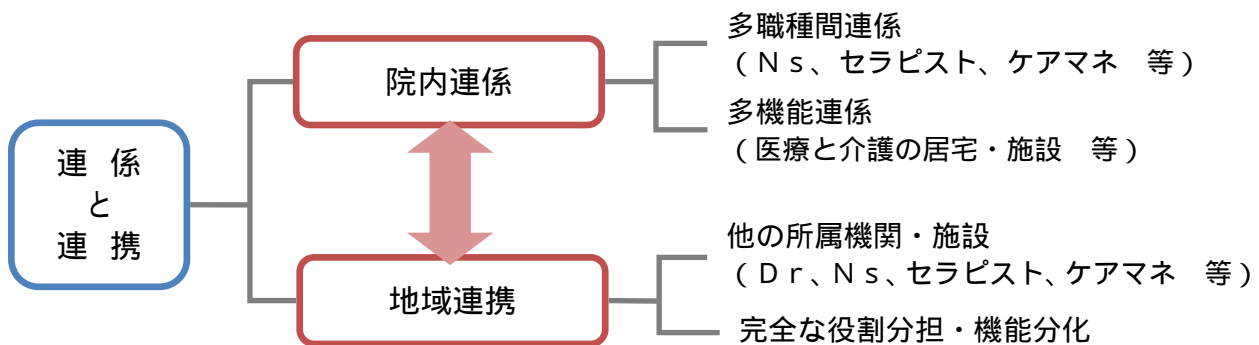 連係
と
連携
院内連係
多職種間連係
（Ｎｓ、セラピスト、ケアマネ　等）
多機能連係
（医療と介護の居宅・施設　等）
地域連携
他の所属機関・施設
（Ｄｒ、Ｎｓ、セラピスト、ケアマネ　等）
完全な役割分担・機能分化